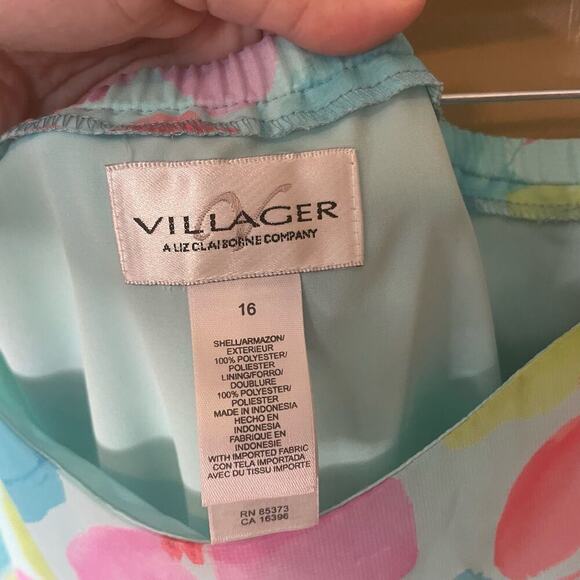 VILLAGER
A LIZ CLAIBORNE COMPANY
16
SHELL/ARMAZON/
EXTERIEUR
100% POLYESTER/
POLIESTER
LINING/FORRO/
DOUBLURE
100% POLYESTER/
POLIESTER
MADE IN INDONESIA
HECHO EN
INDONESIA
FABRIQUE EN
INDONESIE
WITH IMPORTED FABRIC
CON TELA IMPORTADA
AVEC DU TISSU IMPORTE
RN 85373
CA 16396